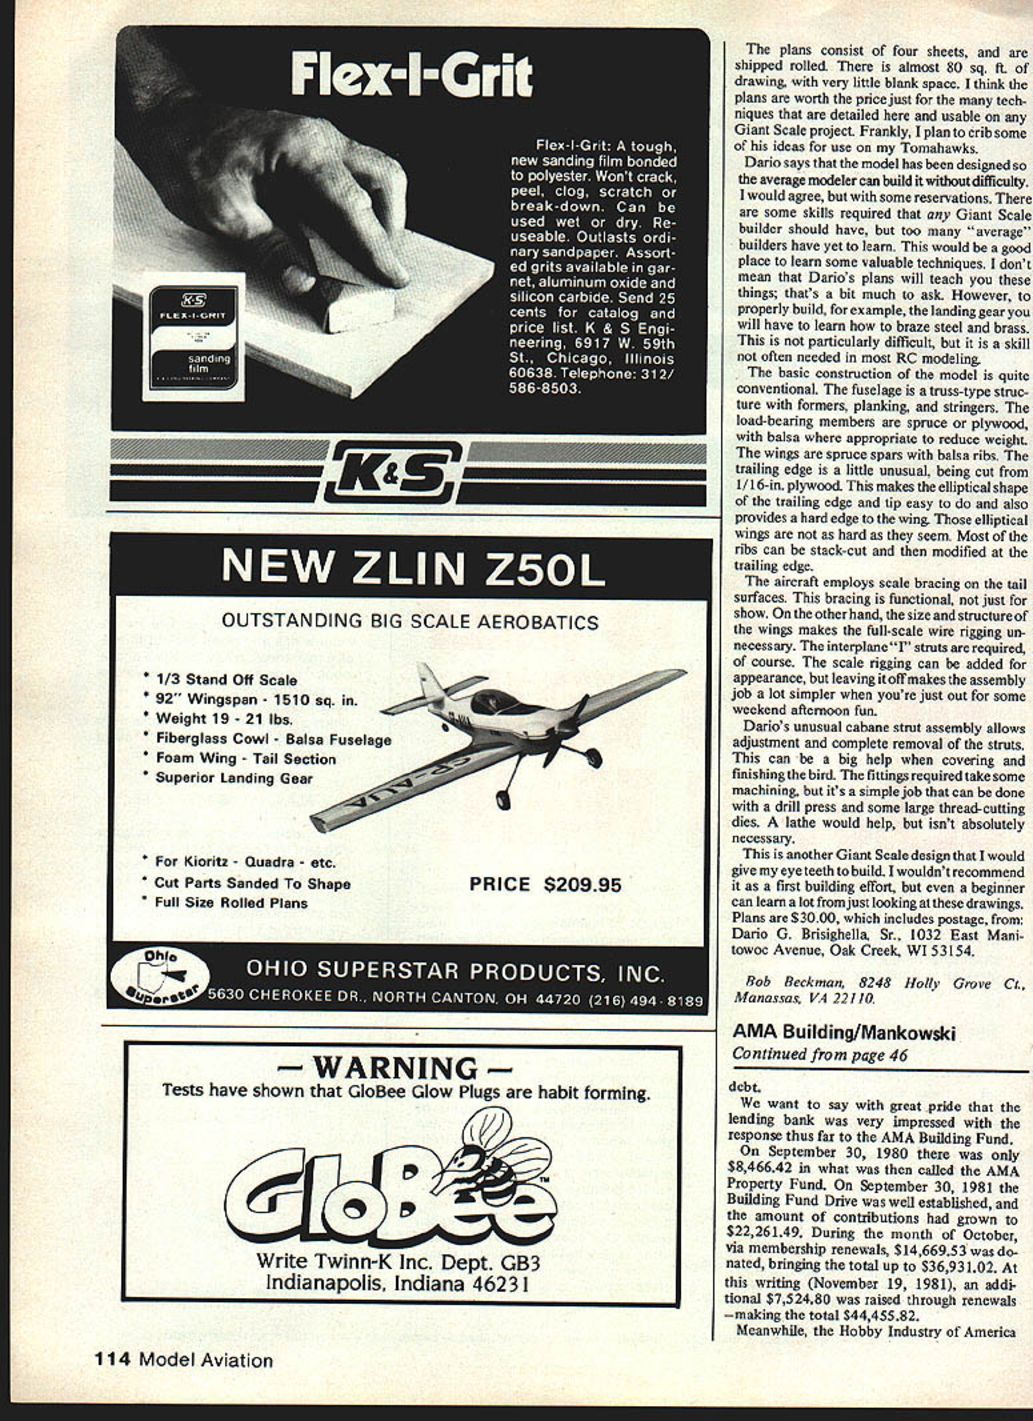 Flex-I-Grit
Flex-I-Grit: A tough,
new sanding film bonded
to polyester. Won't crack,
peel, clog, scratch or
break-down. Can be
used wet or dry. Re-
useable. Outlasts ordi-
nary sandpaper. Assort-
ed grits available in gar-
net, aluminum oxide and
silicon carbide. Send 25
cents for catalog and
price list. K & S Engi-
neering, 6917 W. 59th
St., Chicago, Illinois
60638. Telephone: 312/
586-8503.
K-S
FLEX-I-GRIT
sanding
film
K&S
NEW ZLIN Z50L
OUTSTANDING BIG SCALE AEROBATICS
* 1/3 Stand Off Scale
* 92" Wingspan - 1510 sq. in.
* Weight 19 - 21 lbs.
* Fiberglass Cowl - Balsa Fuselage
* Foam Wing - Tail Section
* Superior Landing Gear
CP-AUA
* For Kioritz - Quadra - etc.
* Cut Parts Sanded To Shape
* Full Size Rolled Plans
PRICE $209.95
Ohio
Superstar
OHIO SUPERSTAR PRODUCTS, INC.
5630 CHEROKEE DR., NORTH CANTON, OH 44720 (216) 494-8189
— WARNING —
Tests have shown that GloBee Glow Plugs are habit forming.
GloBee™
Write Twinn-K Inc. Dept. GB3
Indianapolis, Indiana 46231
The plans consist of four sheets, and are
shipped rolled. There is almost 80 sq. ft. of
drawing, with very little blank space. I think the
plans are worth the price just for the many tech-
niques that are detailed here and usable on any
Giant Scale project. Frankly, I plan to crib some
of his ideas for use on my Tomahawks.
Dario says that the model has been designed so
the average modeler can build it without difficulty.
I would agree, but with some reservations. There
are some skills required that any Giant Scale
builder should have, but too many "average"
builders have yet to learn. This would be a good
place to learn some valuable techniques. I don't
mean that Dario's plans will teach you these
things; that's a bit much to ask. However, to
properly build, for example, the landing gear you
will have to learn how to braze steel and brass.
This is not particularly difficult, but it is a skill
not often needed in most RC modeling.
The basic construction of the model is quite
conventional. The fuselage is a truss-type struc-
ture with formers, planking, and stringers. The
load-bearing members are spruce or plywood,
with balsa where appropriate to reduce weight.
The wings are spruce spars with balsa ribs. The
trailing edge is a little unusual, being cut from
1/16-in. plywood. This makes the elliptical shape
of the trailing edge and tip easy to do and also
provides a hard edge to the wing. Those elliptical
wings are not as hard as they seem. Most of the
ribs can be stack-cut and then modified at the
trailing edge.
The aircraft employs scale bracing on the tail
surfaces. This bracing is functional, not just for
show. On the other hand, the size and structure of
the wings makes the full-scale wire rigging un-
necessary. The interplane "I" struts are required,
of course. The scale rigging can be added for
appearance, but leaving it off makes the assembly
job a lot simpler when you're just out for some
weekend afternoon fun.
Dario's unusual cabane strut assembly allows
adjustment and complete removal of the struts.
This can be a big help when covering and
finishing the bird. The fittings required take some
machining, but it's a simple job that can be done
with a drill press and some large thread-cutting
dies. A lathe would help, but isn't absolutely
necessary.
This is another Giant Scale design that I would
give my eye teeth to build. I wouldn't recommend
it as a first building effort, but even a beginner
can learn a lot from just looking at these drawings.
Plans are $30.00, which includes postage, from:
Dario G. Brisighella, Sr., 1032 East Mani-
towoc Avenue, Oak Creek, WI 53154.
Bob Beckman, 8248 Holly Grove Ct.,
Manassas, VA 22110.
AMA Building/Mankowski
Continued from page 46
debt.
We want to say with great pride that the
lending bank was very impressed with the
response thus far to the AMA Building Fund.
On September 30, 1980 there was only
$8,466.42 in what was then called the AMA
Property Fund. On September 30, 1981 the
Building Fund Drive was well established, and
the amount of contributions had grown to
$22,261.49. During the month of October,
via membership renewals, $14,669.53 was do-
nated, bringing the total up to $36,931.02. At
this writing (November 19, 1981), an addi-
tional $7,524.80 was raised through renewals
—making the total $44,455.82.
Meanwhile, the Hobby Industry of America
114 Model Aviation